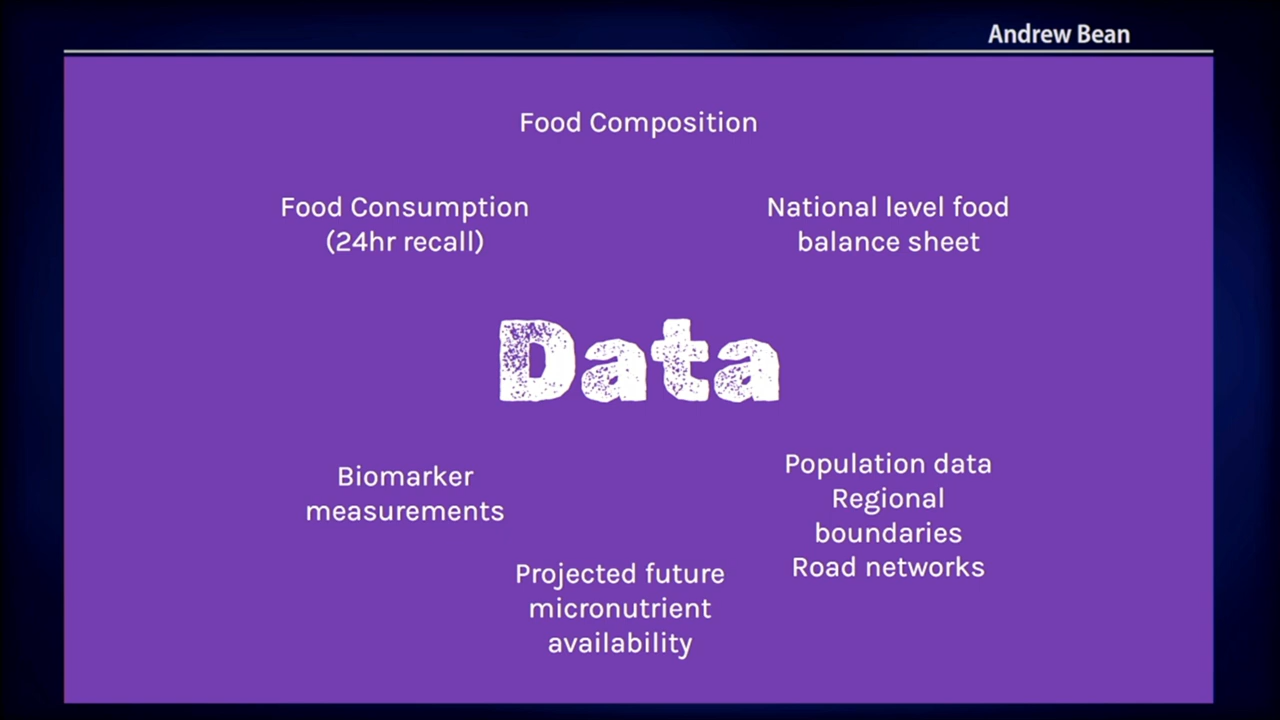 Andrew Bean
Food Composition
Food Consumption
(24hr recall)
National level food
balance sheet
Data
Biomarker
measurements
Population data
Regional
boundaries
Road networks
Projected future
micronutrient
availability